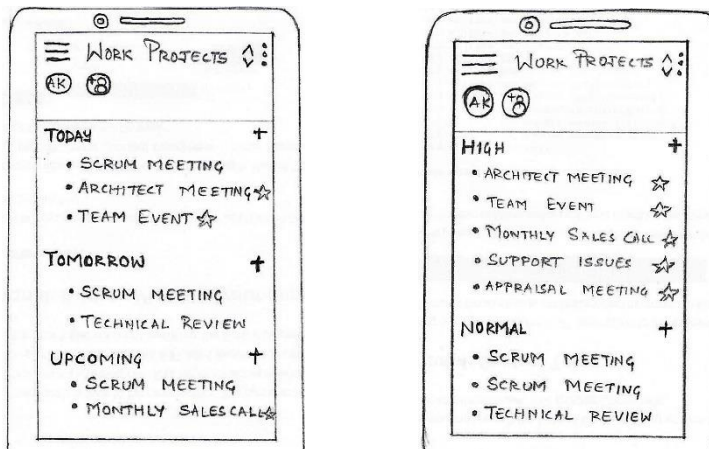 WORK PROJECTS
AK
TODAY +
• SCRUM MEETING
• ARCHITECT MEETING ☆
• TEAM EVENT ☆
TOMORROW +
• SCRUM MEETING
• TECHNICAL REVIEW
UPCOMING +
• SCRUM MEETING
• MONTHLY SALES CALL ☆
WORK PROJECTS
AK
HIGH +
• ARCHITECT MEETING ☆
• TEAM EVENT ☆
• MONTHLY SALES CALL ☆
• SUPPORT ISSUES ☆
• APPRAISAL MEETING ☆
NORMAL +
• SCRUM MEETING
• SCRUM MEETING
• TECHNICAL REVIEW